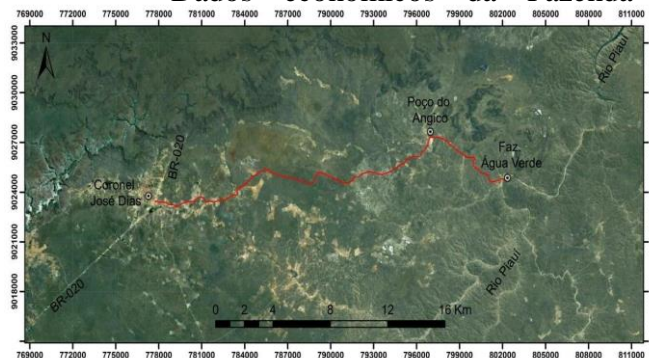 Dados econômicos da Fazenda
769000 772000 775000 778000 781000 784000 787000 790000 793000 796000 799000 802000 805000 808000 811000
9033000
9030000
9027000
9024000
9021000
9018000
N
Rio Piauí
Poço do
Angico
BR-020
Faz.
Água Verde
Coronel
José Dias
BR-020
Rio Piauí
0 2 4 8 12 16 Km
769000 772000 775000 778000 781000 784000 787000 790000 793000 796000 799000 802000 805000 808000 811000